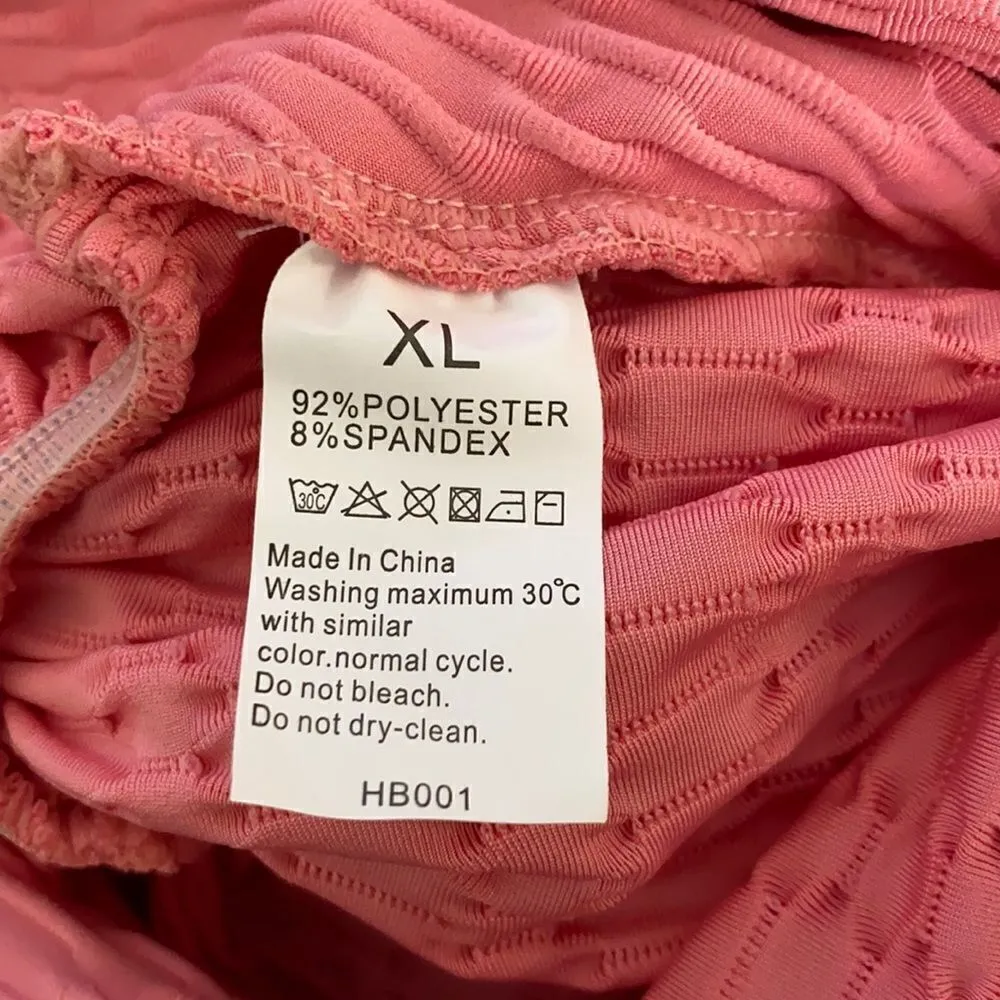 XL
92%POLYESTER
8%SPANDEX
30℃
Made In China
Washing maximum 30℃
with similar
color.normal cycle.
Do not bleach.
Do not dry-clean.
HB001